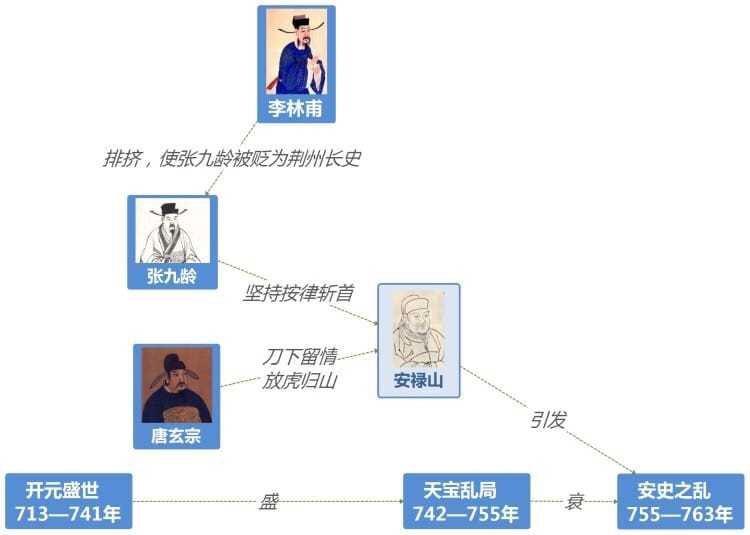 李林甫
排挤，使张九龄被贬为荆州长史
张九龄
坚持按律斩首
刀下留情
放虎归山
安禄山
唐玄宗
引发
开元盛世
713—741年
盛
天宝乱局
742—755年
衰
安史之乱
755—763年